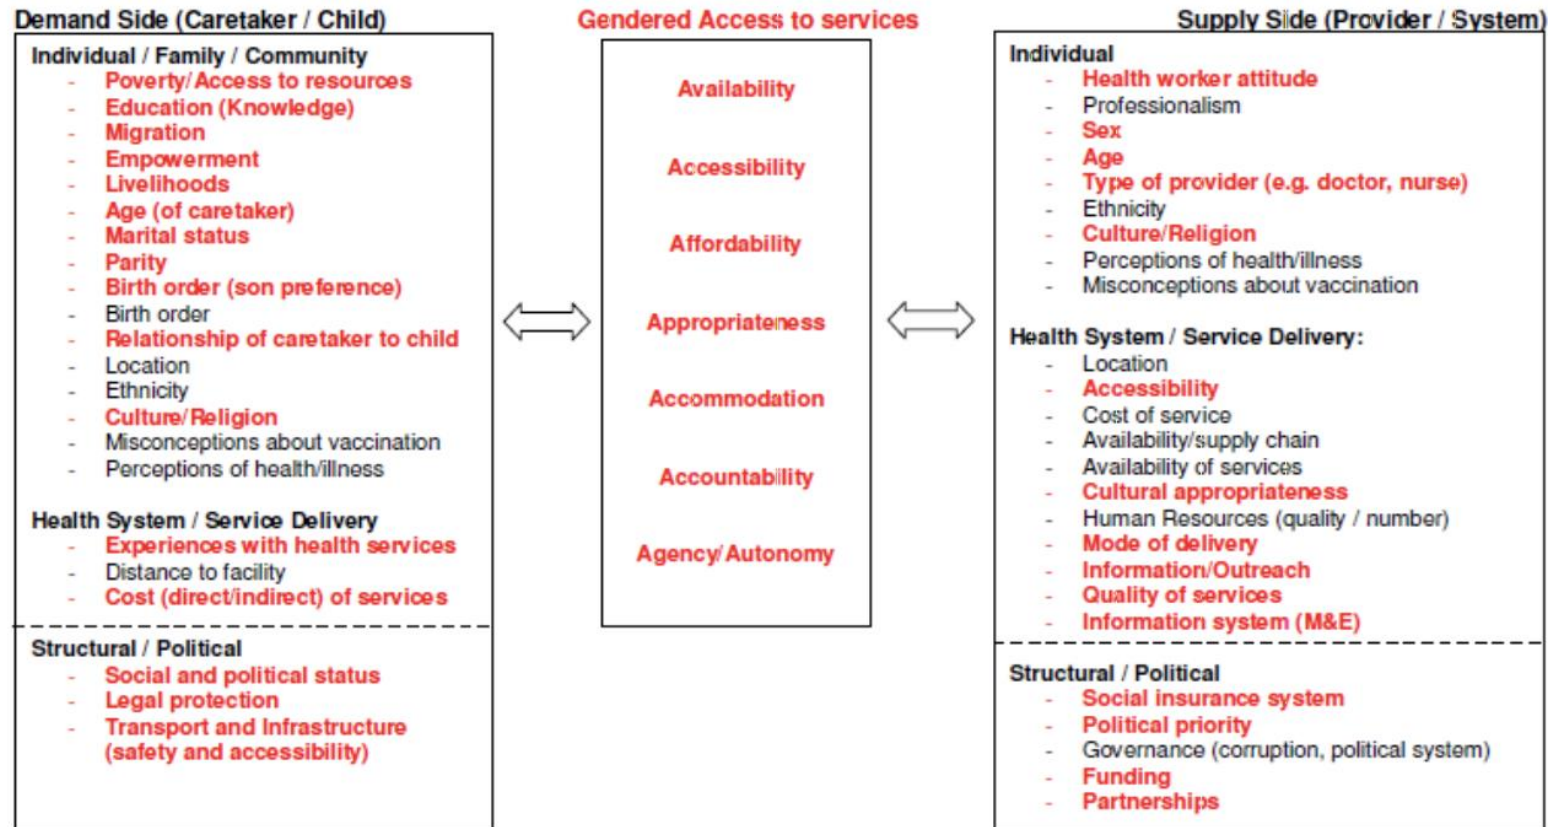 Demand Side (Caretaker / Child)
Individual / Family / Community
- Poverty/Access to resources
- Education (Knowledge)
- Migration
- Empowerment
- Livelihoods
- Age (of caretaker)
- Marital status
- Parity
- Birth order (son preference)
- Birth order
- Relationship of caretaker to child
- Location
- Ethnicity
- Culture/Religion
- Misconceptions about vaccination
- Perceptions of health/illness
Health System / Service Delivery
- Experiences with health services
- Distance to facility
- Cost (direct/indirect) of services
Structural / Political
- Social and political status
- Legal protection
- Transport and Infrastructure
(safety and accessibility)
Gendered Access to services
Availability
Accessibility
Affordability
Appropriateness
Accommodation
Accountability
Agency/Autonomy
Supply Side (Provider / System)
Individual
- Health worker attitude
- Professionalism
- Sex
- Age
- Type of provider (e.g. doctor, nurse)
- Ethnicity
- Culture/Religion
- Perceptions of health/illness
- Misconceptions about vaccination
Health System / Service Delivery:
- Location
- Accessibility
- Cost of service
- Availability/supply chain
- Availability of services
- Cultural appropriateness
- Human Resources (quality / number)
- Mode of delivery
- Information/Outreach
- Quality of services
- Information system (M&E)
Structural / Political
- Social insurance system
- Political priority
- Governance (corruption, political system)
- Funding
- Partnerships